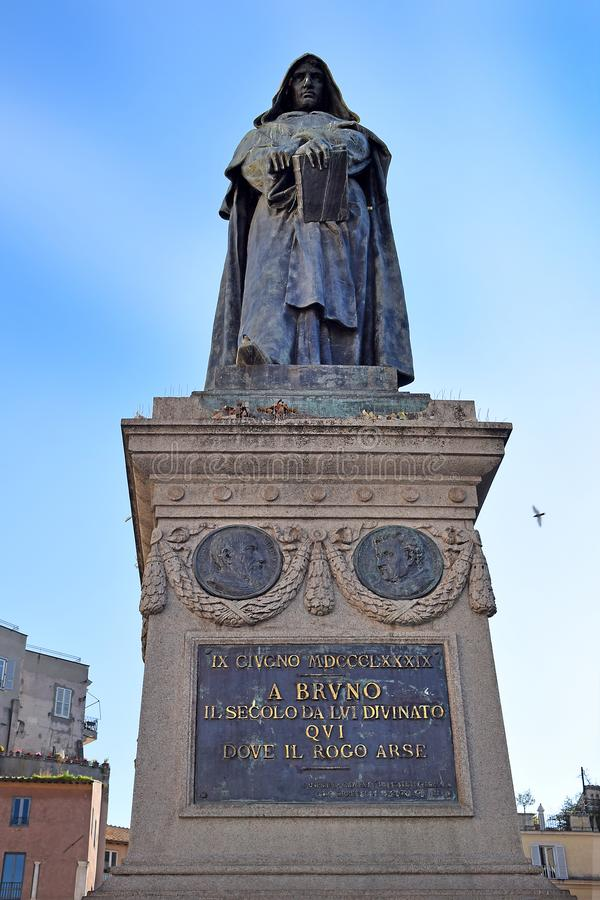 IX GIVGNO MDCCCLXXXIX
A BRVNO
IL SECOLO DA LVI DIVINATO
QVI
DOVE IL ROGO ARSE
dreamstime